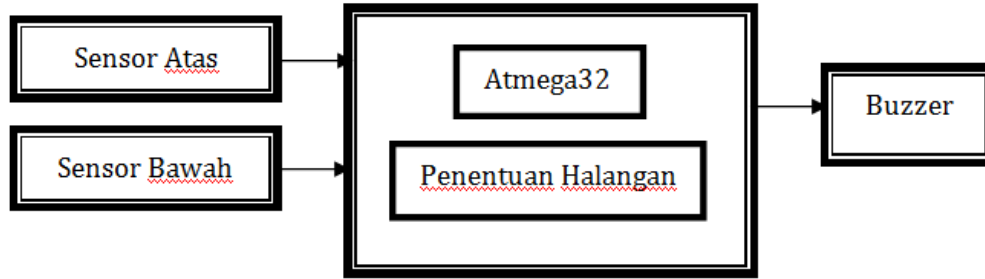 Sensor Atas
Sensor Bawah
Atmega32
Penentuan Halangan
Buzzer